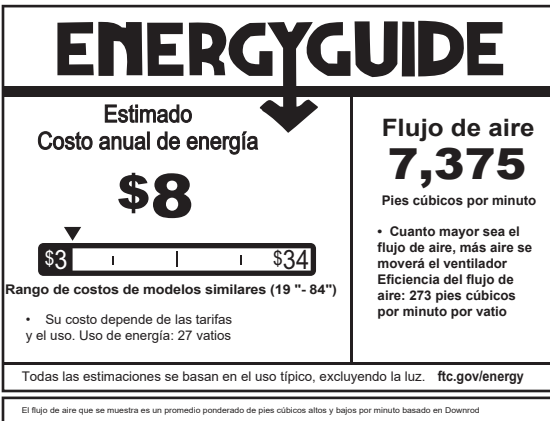 ENERGYGUIDE
Estimado
Costo anual de energía
$8
$3
$34
Rango de costos de modelos similares (19 "- 84")
• Su costo depende de las tarifas
y el uso. Uso de energía: 27 vatios
Flujo de aire
7,375
Pies cúbicos por minuto
• Cuanto mayor sea el
flujo de aire, más aire se
moverá el ventilador
Eficiencia del flujo de
aire: 273 pies cúbicos
por minuto por vatio
Todas las estimaciones se basan en el uso típico, excluyendo la luz. ftc.gov/energy
El flujo de aire que se muestra es un promedio ponderado de pies cúbicos altos y bajos por minuto basado en Downrod